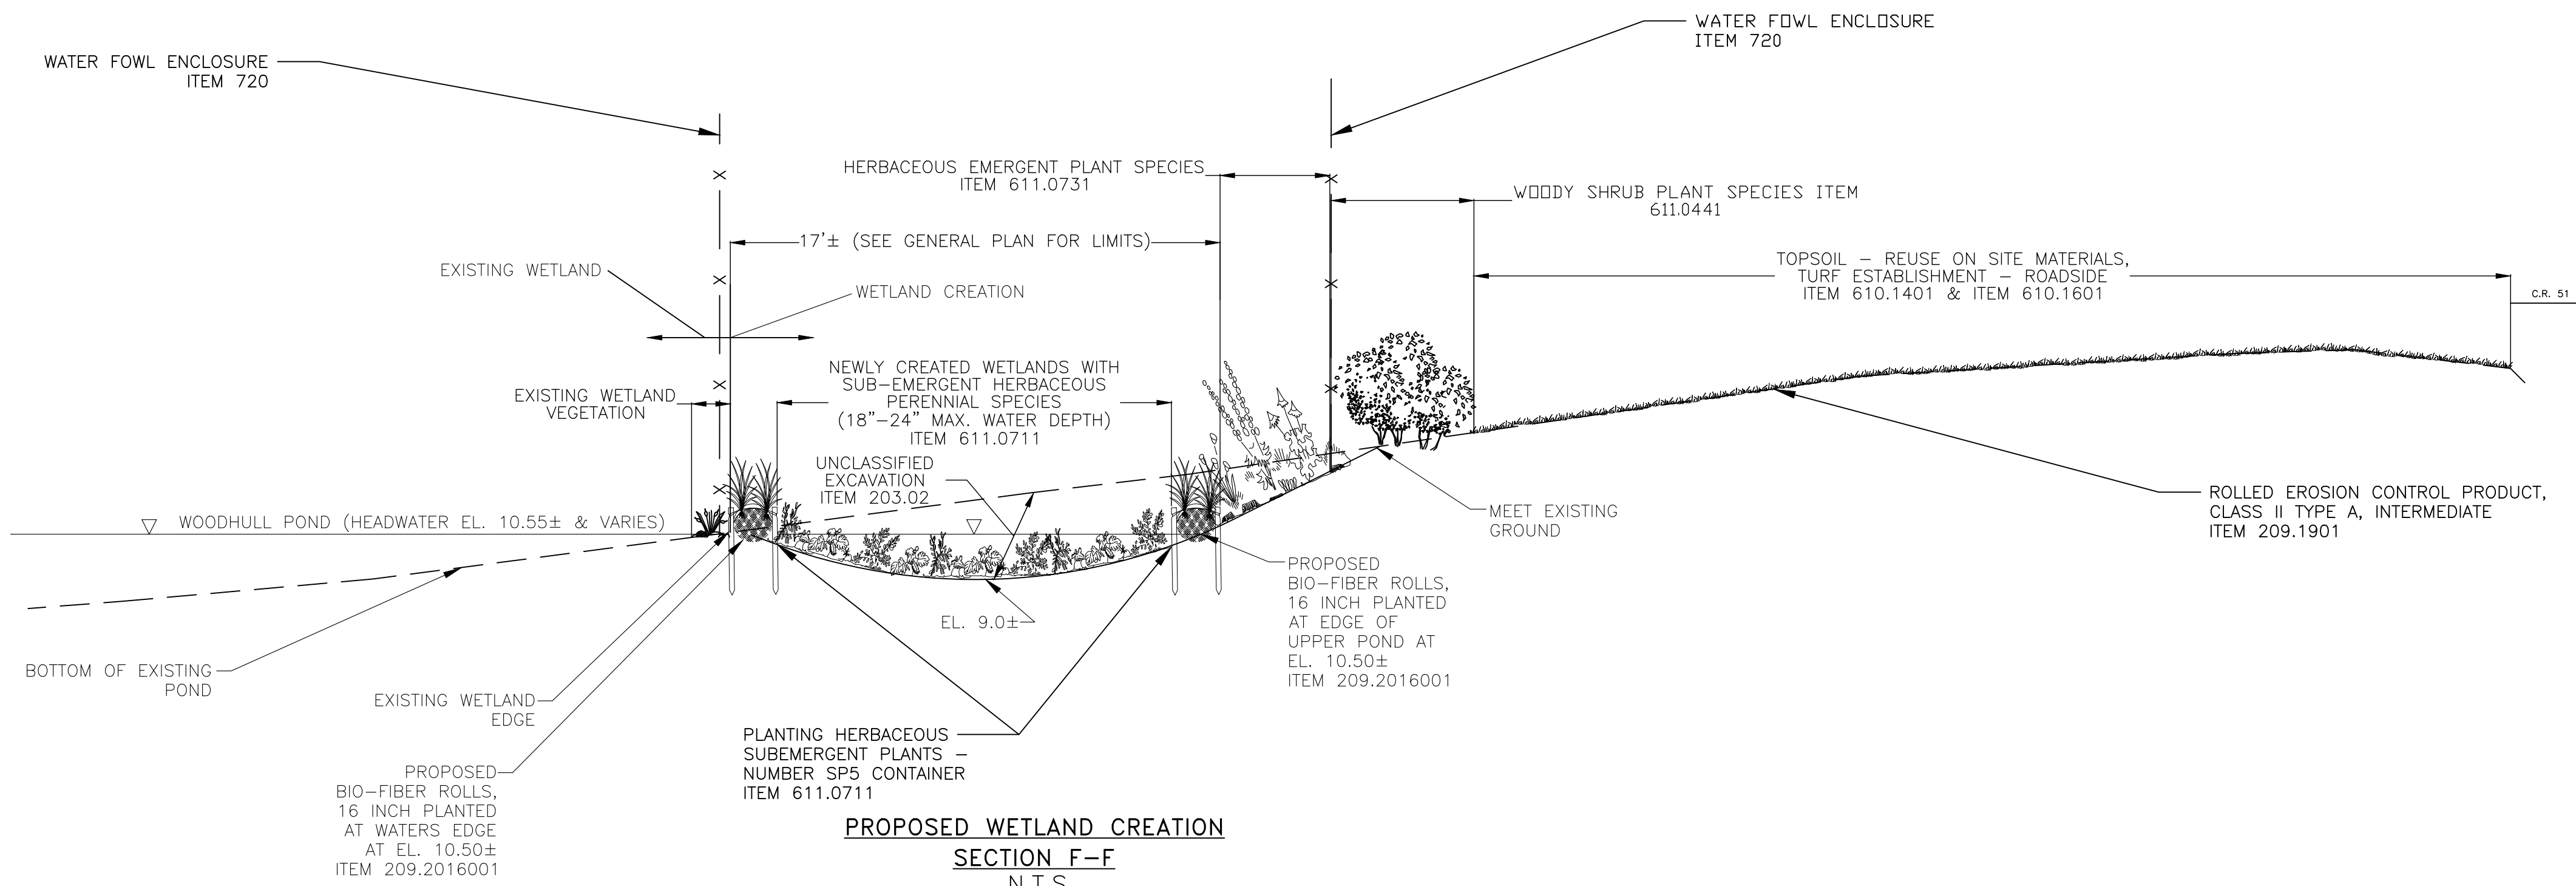 WATER FOWL ENCLOSURE
ITEM 720
WATER FOWL ENCLOSURE
ITEM 720
HERBACEOUS EMERGENT PLANT SPECIES
ITEM 611.0731
WOODY SHRUB PLANT SPECIES ITEM
611.0441
17'± (SEE GENERAL PLAN FOR LIMITS)
EXISTING WETLAND
WETLAND CREATION
TOPSOIL – REUSE ON SITE MATERIALS,
TURF ESTABLISHMENT – ROADSIDE
ITEM 610.1401 & ITEM 610.1601
C.R. 51
EXISTING WETLAND
VEGETATION
NEWLY CREATED WETLANDS WITH
SUB-EMERGENT HERBACEOUS
PERENNIAL SPECIES
(18"–24" MAX. WATER DEPTH)
ITEM 611.0711
UNCLASSIFIED
EXCAVATION
ITEM 203.02
WOODHULL POND (HEADWATER EL. 10.55± & VARIES)
MEET EXISTING
GROUND
ROLLED EROSION CONTROL PRODUCT,
CLASS II TYPE A, INTERMEDIATE
ITEM 209.1901
EL. 9.0±
PROPOSED
BIO-FIBER ROLLS,
16 INCH PLANTED
AT EDGE OF
UPPER POND AT
EL. 10.50±
ITEM 209.2016001
BOTTOM OF EXISTING
POND
EXISTING WETLAND
EDGE
PROPOSED
BIO-FIBER ROLLS,
16 INCH PLANTED
AT WATERS EDGE
AT EL. 10.50±
ITEM 209.2016001
PLANTING HERBACEOUS
SUBEMERGENT PLANTS –
NUMBER SP5 CONTAINER
ITEM 611.0711
PROPOSED WETLAND CREATION
SECTION F-F
N.T.S.